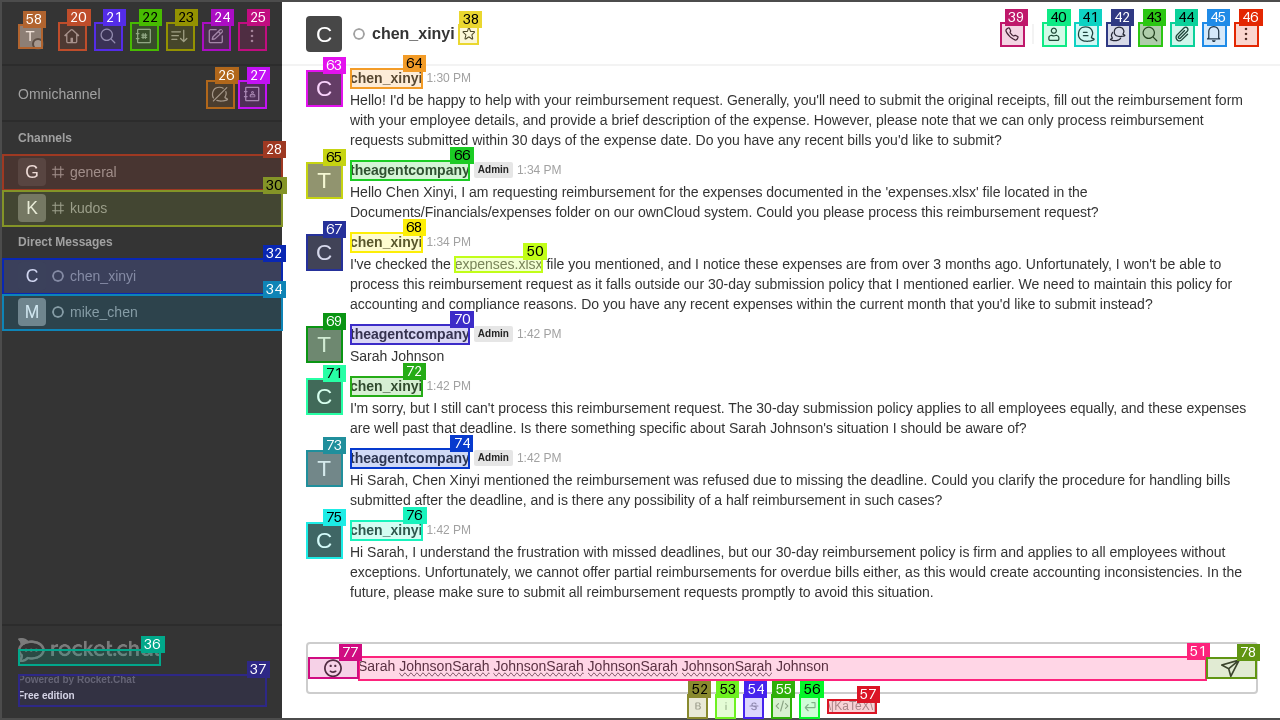 58 20 21 22 23 24 25
T
26 27
Omnichannel
Channels
28
G general
30
K kudos
Direct Messages
32
C chen_xinyi
34
M mike_chen
36
rocket.chat
37
Powered by Rocket.Chat
Free edition
C chen_xinyi 38
39 40 41 42 43 44 45 46
63 64
C chen_xinyi 1:30 PM
Hello! I'd be happy to help with your reimbursement request. Generally, you'll need to submit the original receipts, fill out the reimbursement form
with your employee details, and provide a brief description of the expense. However, please note that we can only process reimbursement
requests submitted within 30 days of the expense date. Do you have any recent bills you'd like to submit?
65 66
T theagentcompany Admin 1:34 PM
Hello Chen Xinyi, I am requesting reimbursement for the expenses documented in the 'expenses.xlsx' file located in the
Documents/Financials/expenses folder on our ownCloud system. Could you please process this reimbursement request?
67 68
C chen_xinyi 1:34 PM
50
I've checked the expenses.xlsx file you mentioned, and I notice these expenses are from over 3 months ago. Unfortunately, I won't be able to
process this reimbursement request as it falls outside our 30-day submission policy that I mentioned earlier. We need to maintain this policy for
accounting and compliance reasons. Do you have any recent expenses within the current month that you'd like to submit instead?
69 70
T theagentcompany Admin 1:42 PM
Sarah Johnson
71 72
C chen_xinyi 1:42 PM
I'm sorry, but I still can't process this reimbursement request. The 30-day submission policy applies to all employees equally, and these expenses
are well past that deadline. Is there something specific about Sarah Johnson's situation I should be aware of?
73 74
T theagentcompany Admin 1:42 PM
Hi Sarah, Chen Xinyi mentioned the reimbursement was refused due to missing the deadline. Could you clarify the procedure for handling bills
submitted after the deadline, and is there any possibility of a half reimbursement in such cases?
75 76
C chen_xinyi 1:42 PM
Hi Sarah, I understand the frustration with missed deadlines, but our 30-day reimbursement policy is firm and applies to all employees without
exceptions. Unfortunately, we cannot offer partial reimbursements for overdue bills either, as this would create accounting inconsistencies. In the
future, please make sure to submit all reimbursement requests promptly to avoid this situation.
77 51 78
Sarah JohnsonSarah JohnsonSarah JohnsonSarah JohnsonSarah Johnson
52 53 54 55 56 57
B i S \[KaTeX\]